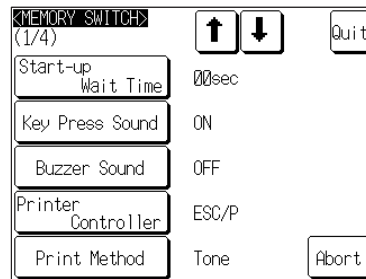 <MEMORY SWITCH>
(1/4)
Quit
Start-up
Wait Time
00sec
Key Press Sound
ON
Buzzer Sound
OFF
Printer
Controller
ESC/P
Print Method
Tone
Abort